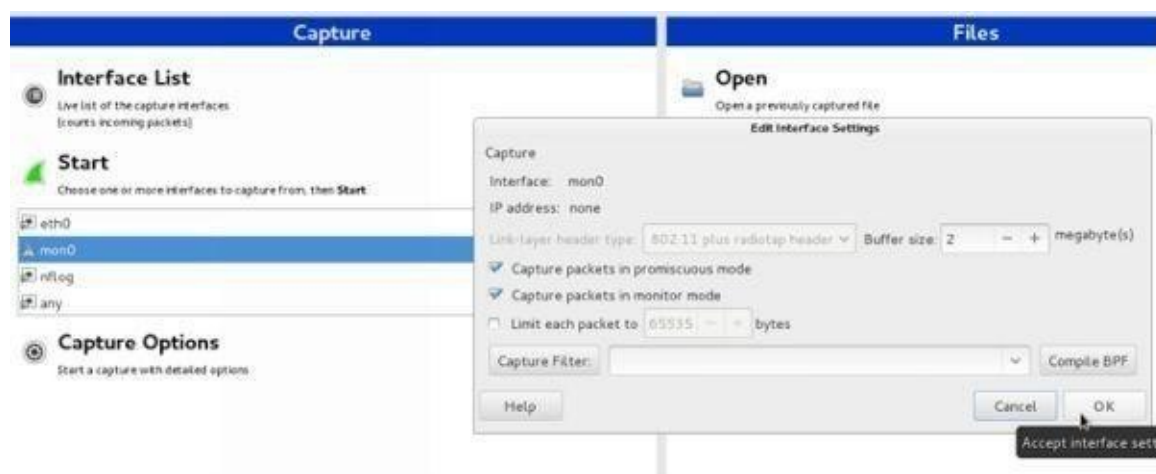 Capture
Files
Interface List
Live list of the capture interfaces
(counts incoming packets)
Start
Choose one or more interfaces to capture from, then Start
eth0
mon0
nflog
any
Capture Options
Start a capture with detailed options
Open
Open a previously captured file
Edit Interface Settings
Capture
Interface: mon0
IP address: none
Link-layer header type: 802.11 plus radiotap header Buffer size: 2 - + megabyte(s)
Capture packets in promiscuous mode
Capture packets in monitor mode
Limit each packet to 65535 - + bytes
Capture Filter: Compile BPF
Help Cancel OK
Accept interface sett